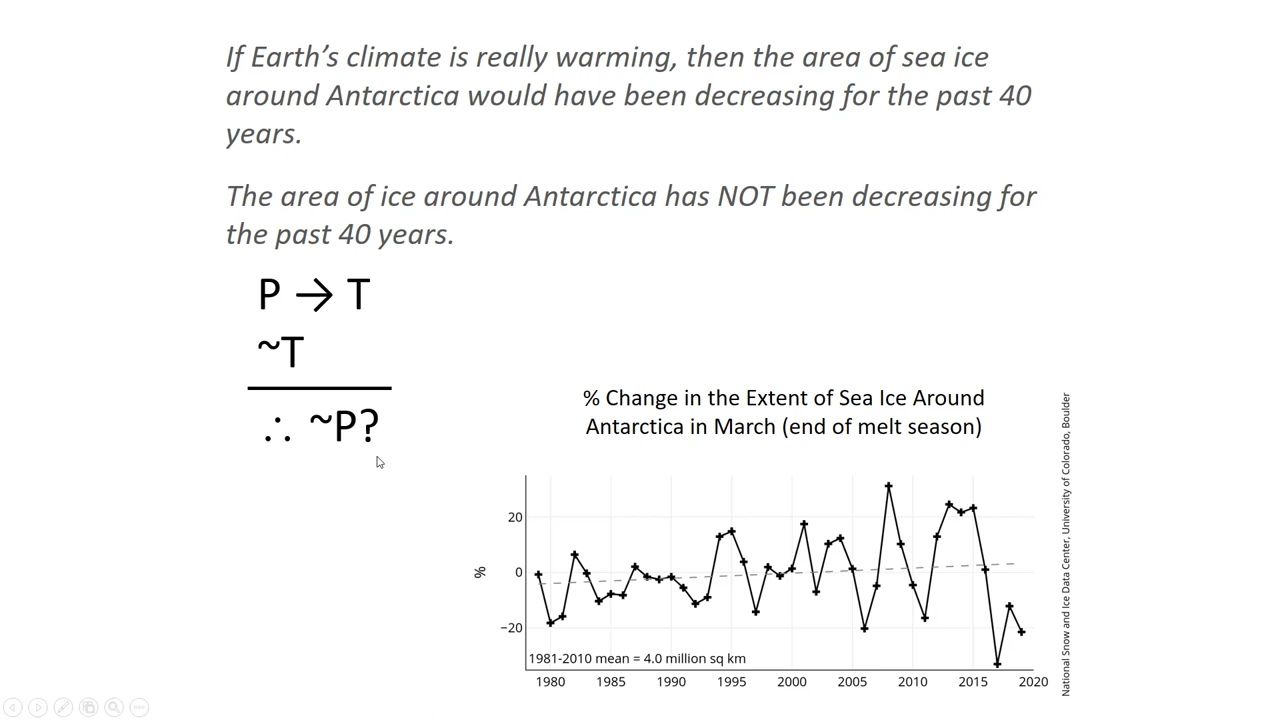 If Earth's climate is really warming, then the area of sea ice
around Antarctica would have been decreasing for the past 40
years.
The area of ice around Antarctica has NOT been decreasing for
the past 40 years.
P → T
~T
∴ ~P?
% Change in the Extent of Sea Ice Around
Antarctica in March (end of melt season)
20
0
−20
%
1981-2010 mean = 4.0 million sq km
1980 1985 1990 1995 2000 2005 2010 2015 2020
National Snow and Ice Data Center, University of Colorado, Boulder